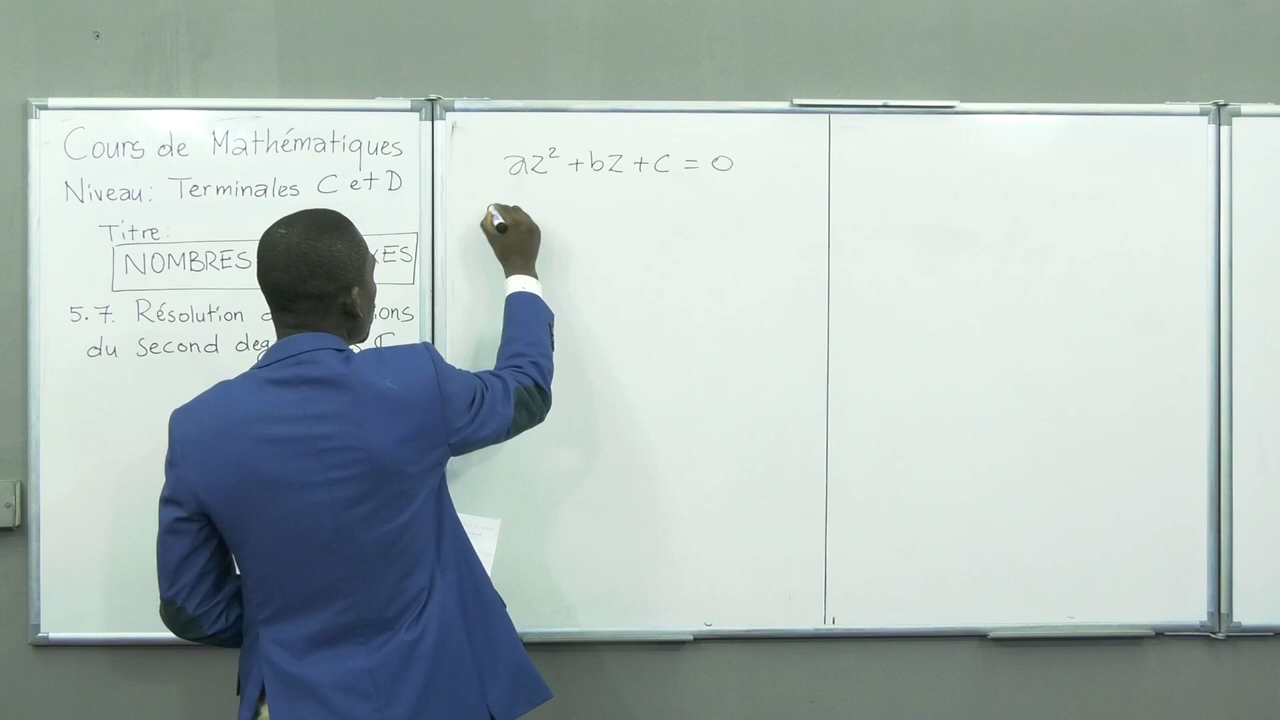 Cours de Mathématiques
Niveau: Terminales C et D
Titre:
NOMBRES XES
5.7. Résolution d ions
du second deg ℂ
az² + bz + c = 0